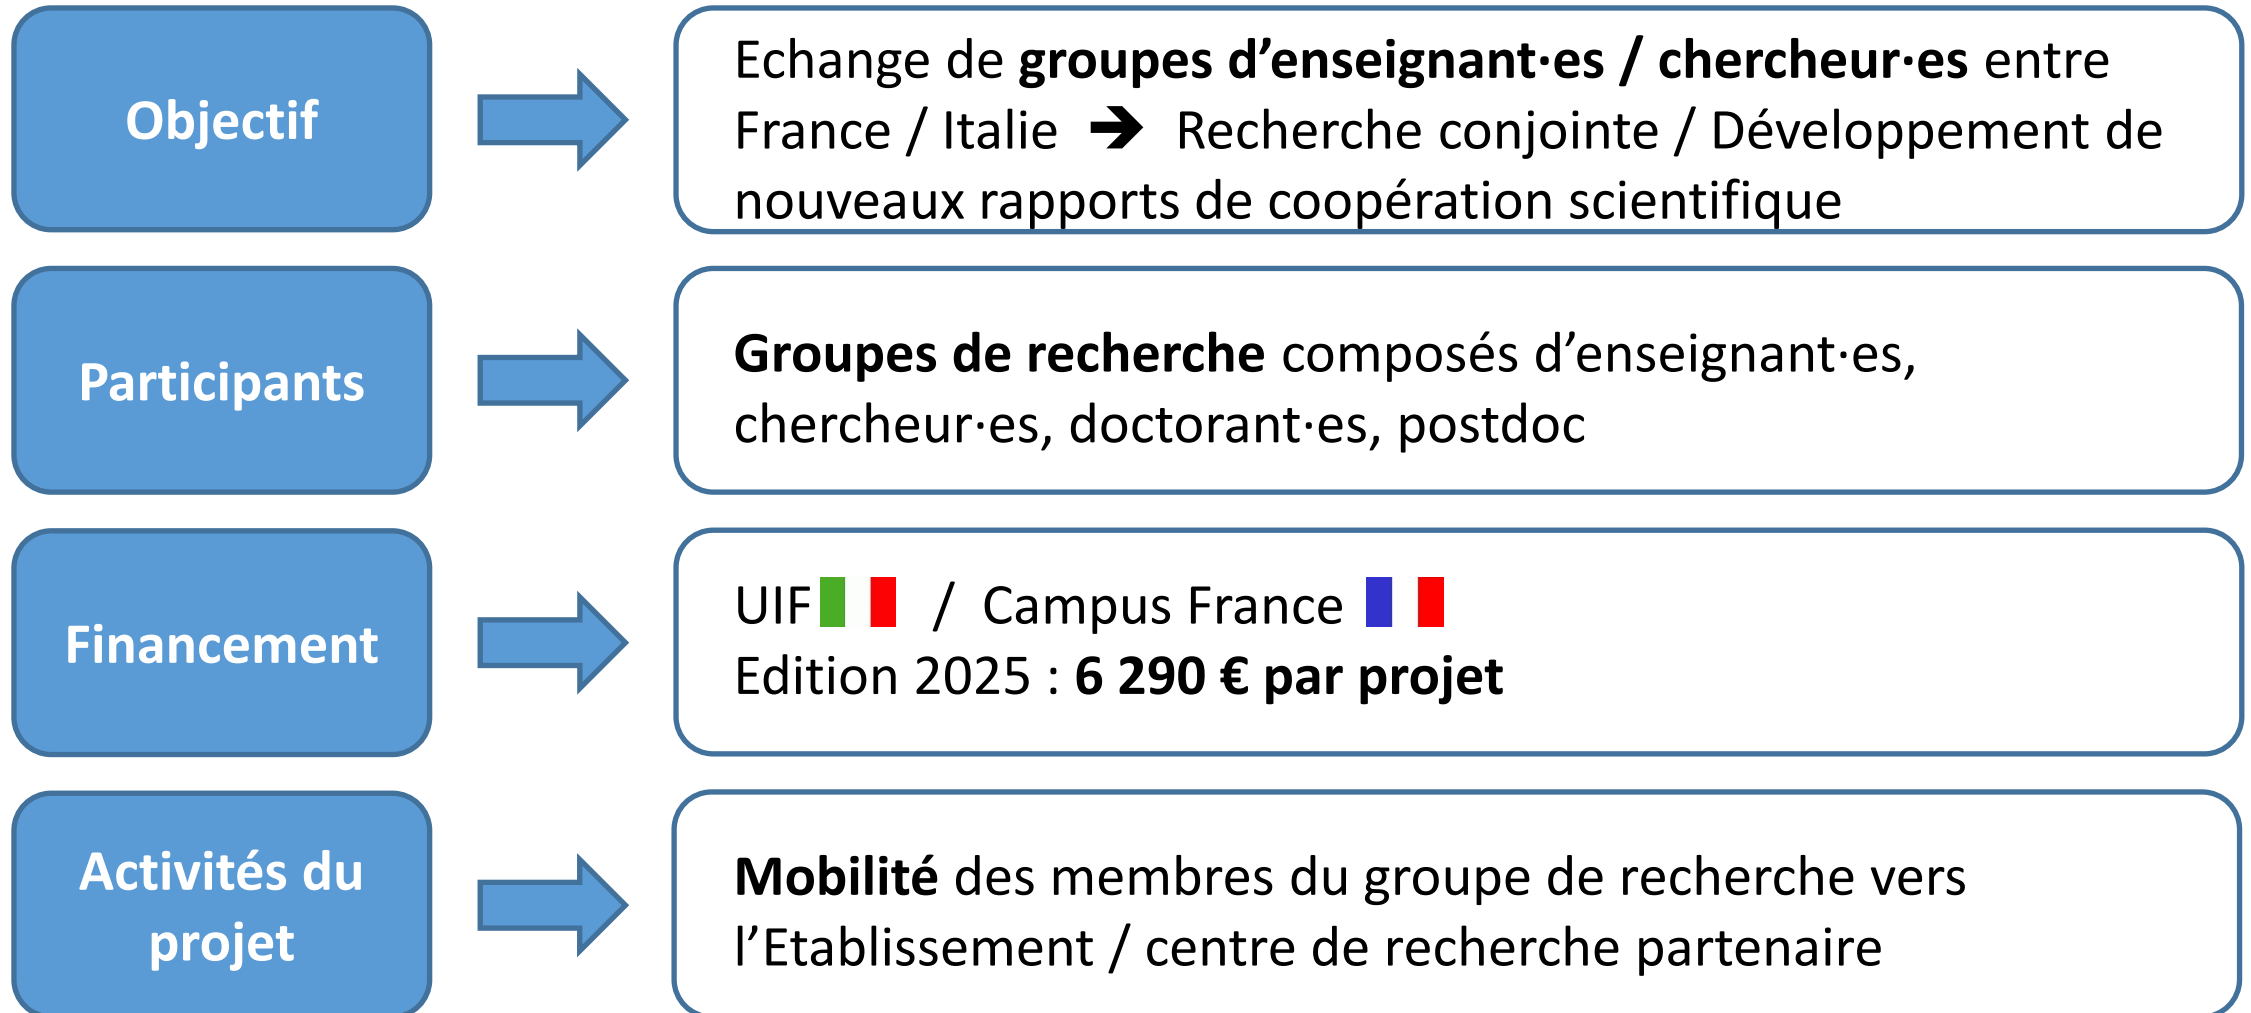 Objectif
Echange de groupes d’enseignant·es / chercheur·es entre
France / Italie ➔ Recherche conjointe / Développement de
nouveaux rapports de coopération scientifique
Participants
Groupes de recherche composés d’enseignant·es,
chercheur·es, doctorant·es, postdoc
Financement
UIF / Campus France
Edition 2025 : 6 290 € par projet
Activités du
projet
Mobilité des membres du groupe de recherche vers
l’Etablissement / centre de recherche partenaire